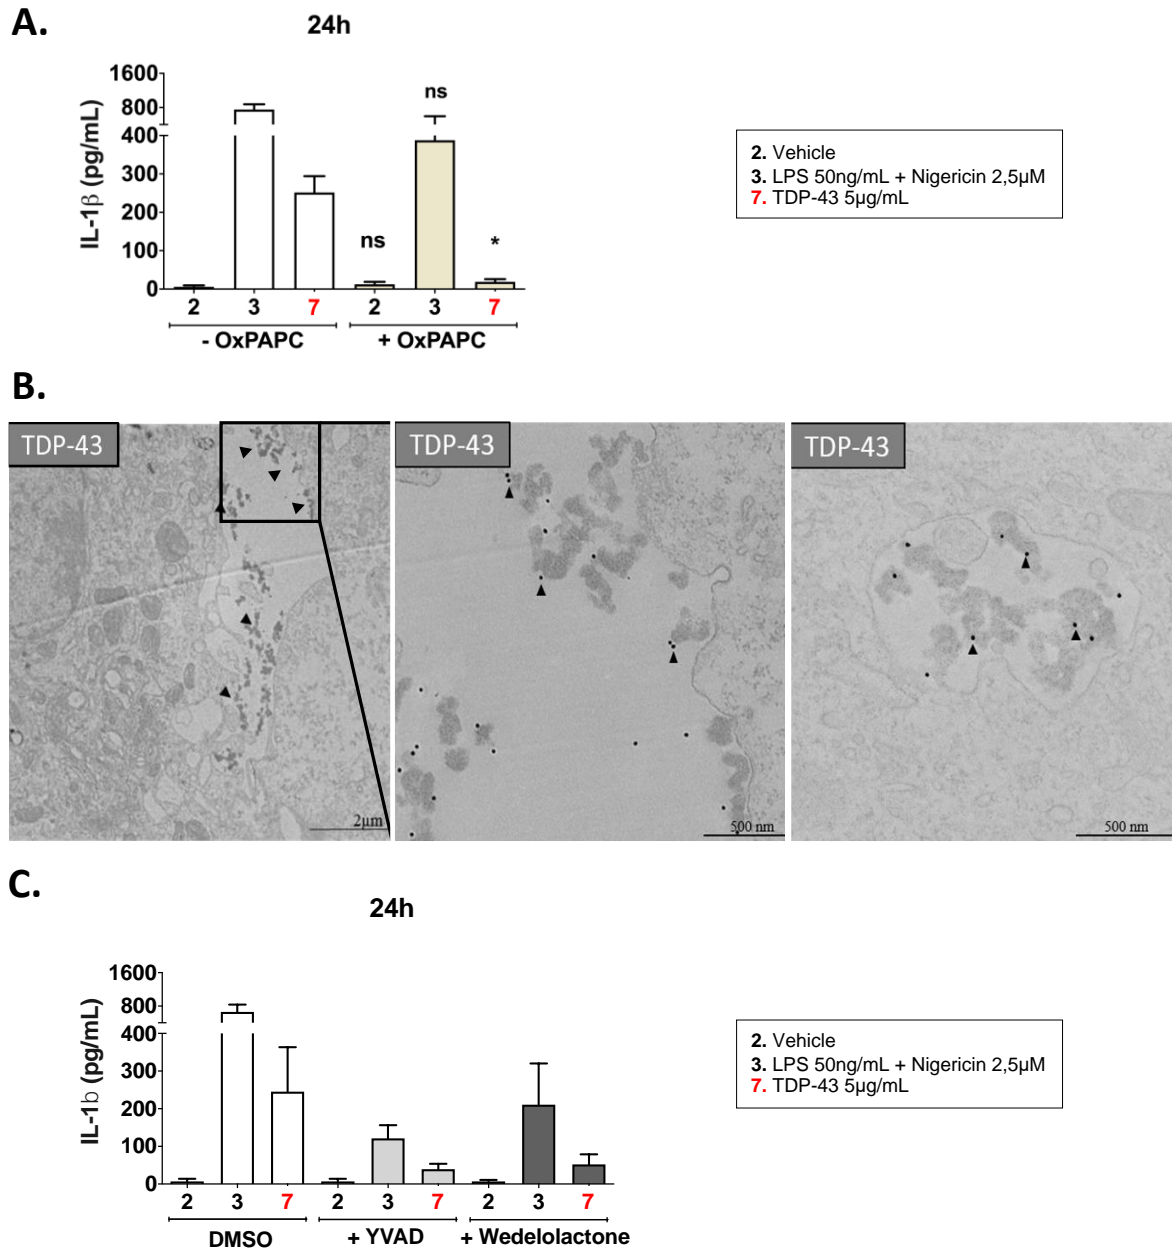 A.
24h
IL-1β (pg/mL)
1600
800
400
300
200
100
0
ns
ns
*
2 3 7 2 3 7
- OxPAPC + OxPAPC
2. Vehicle
3. LPS 50ng/mL + Nigericin 2,5µM
7. TDP-43 5µg/mL
B.
TDP-43
2µm
TDP-43
500 nm
TDP-43
500 nm
C.
24h
IL-1b (pg/mL)
1600
800
400
300
200
100
0
2 3 7 2 3 7 2 3 7
DMSO + YVAD + Wedelolactone
2. Vehicle
3. LPS 50ng/mL + Nigericin 2,5µM
7. TDP-43 5µg/mL